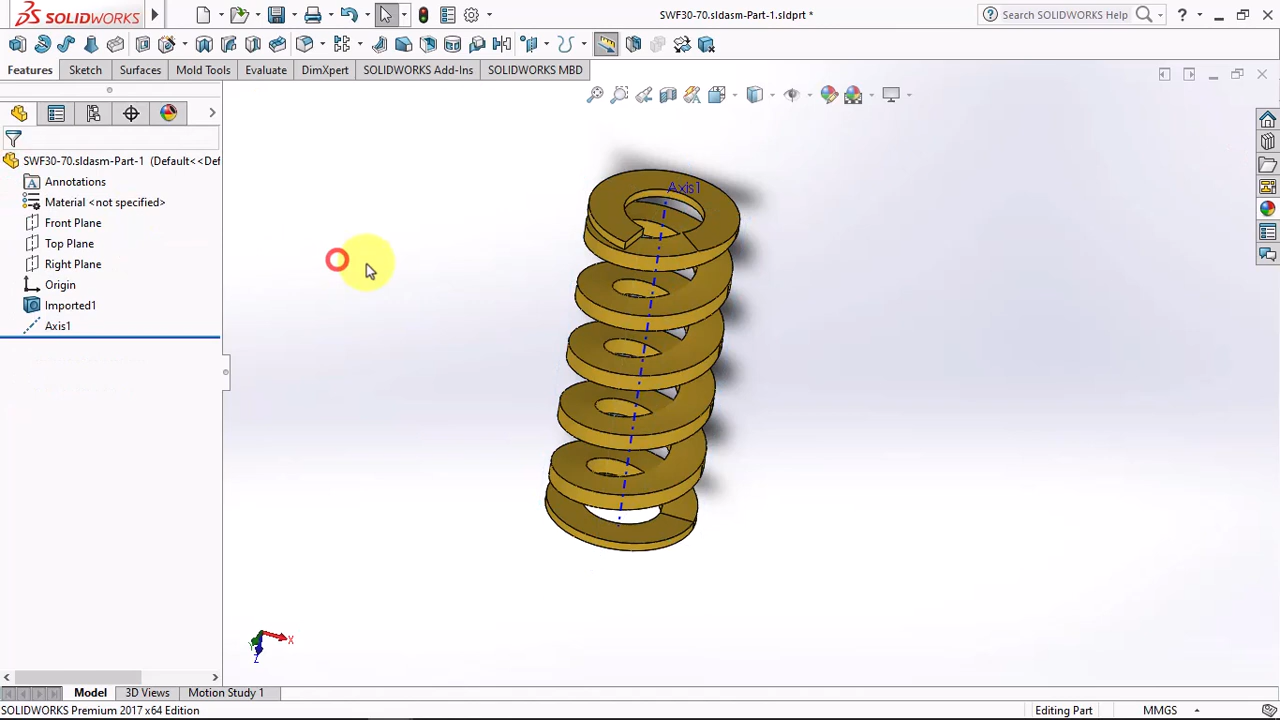 SOLIDWORKS
SWF30-70.sldasm-Part-1.sldprt *
Search SOLIDWORKS Help
Features
Sketch
Surfaces
Mold Tools
Evaluate
DimXpert
SOLIDWORKS Add-Ins
SOLIDWORKS MBD
SWF30-70.sldasm-Part-1 (Default<<Def
Annotations
Material <not specified>
Front Plane
Top Plane
Right Plane
Origin
Imported1
Axis1
Axis1
X
Z
Model
3D Views
Motion Study 1
SOLIDWORKS Premium 2017 x64 Edition
Editing Part
MMGS